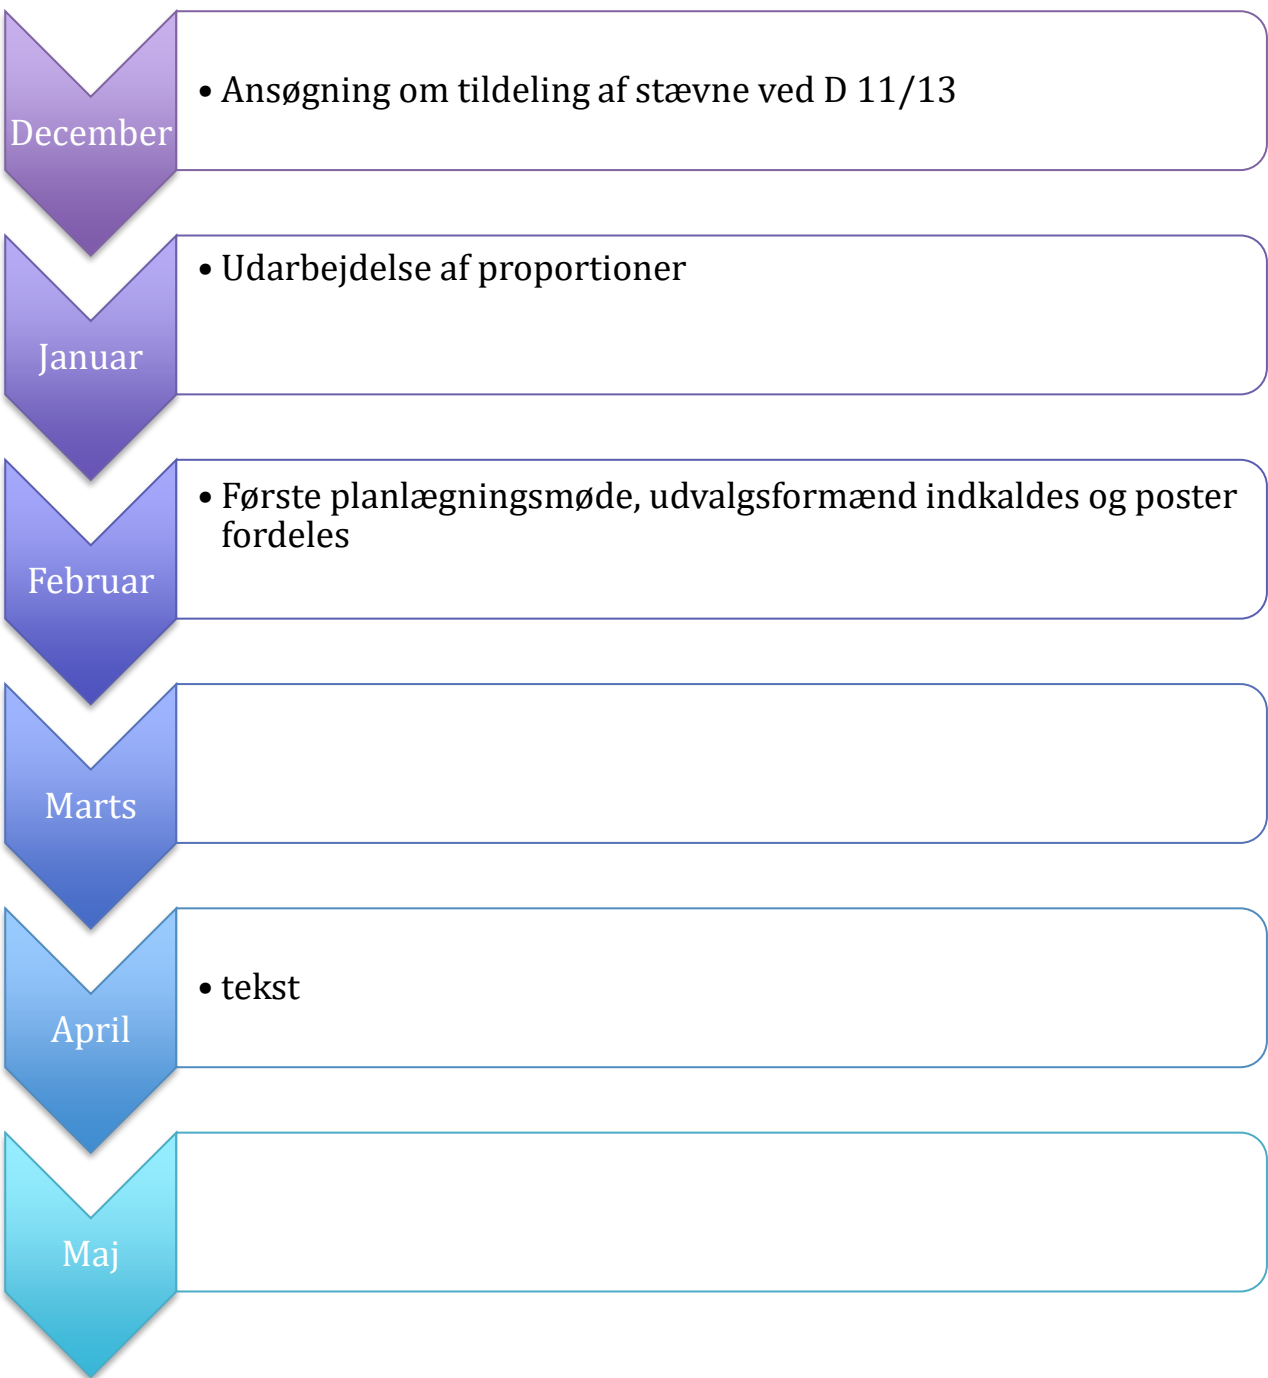 December
• Ansøgning om tildeling af stævne ved D 11/13
Januar
• Udarbejdelse af proportioner
Februar
• Første planlægningsmøde, udvalgsformænd indkaldes og poster
fordeles
Marts
April
• tekst
Maj